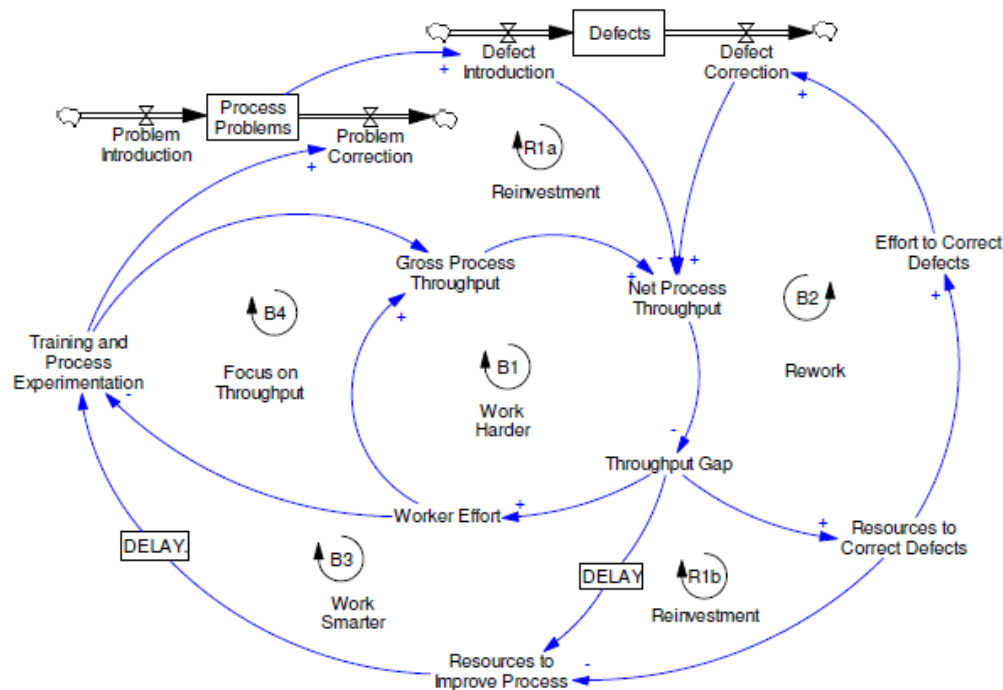 Defects
Defect
Introduction
Defect
Correction
+
+
Process
Problems
Problem
Introduction
Problem
Correction
+
R1a
Reinvestment
Gross Process
Throughput
+
+
-
+
Net Process
Throughput
Effort to Correct
Defects
+
B4
Focus on
Throughput
B1
Work
Harder
B2
Rework
Training and
Process
Experimentation
-
-
Throughput Gap
Worker Effort
+
+
Resources to
Correct Defects
DELAY.
B3
Work
Smarter
DELAY
R1b
Reinvestment
-
Resources to
Improve Process